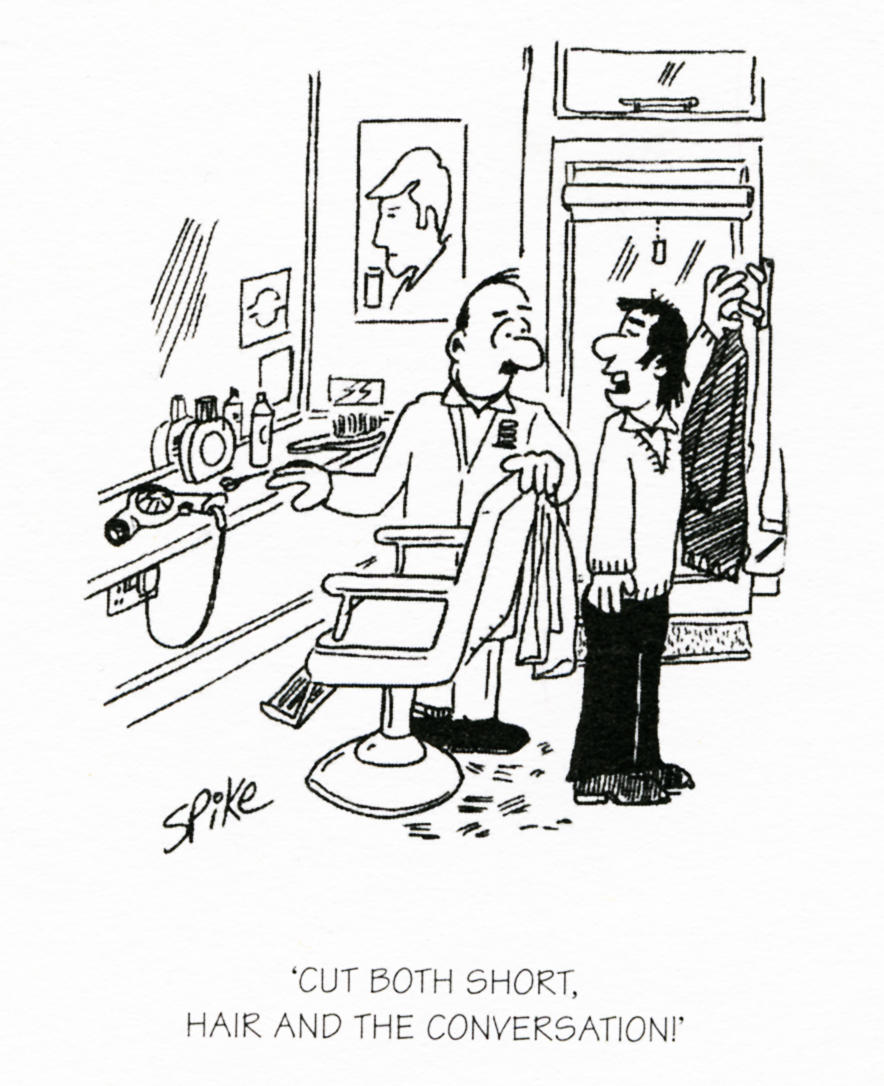 SPiKe
‘CUT BOTH SHORT,
HAIR AND THE CONVERSATION!’